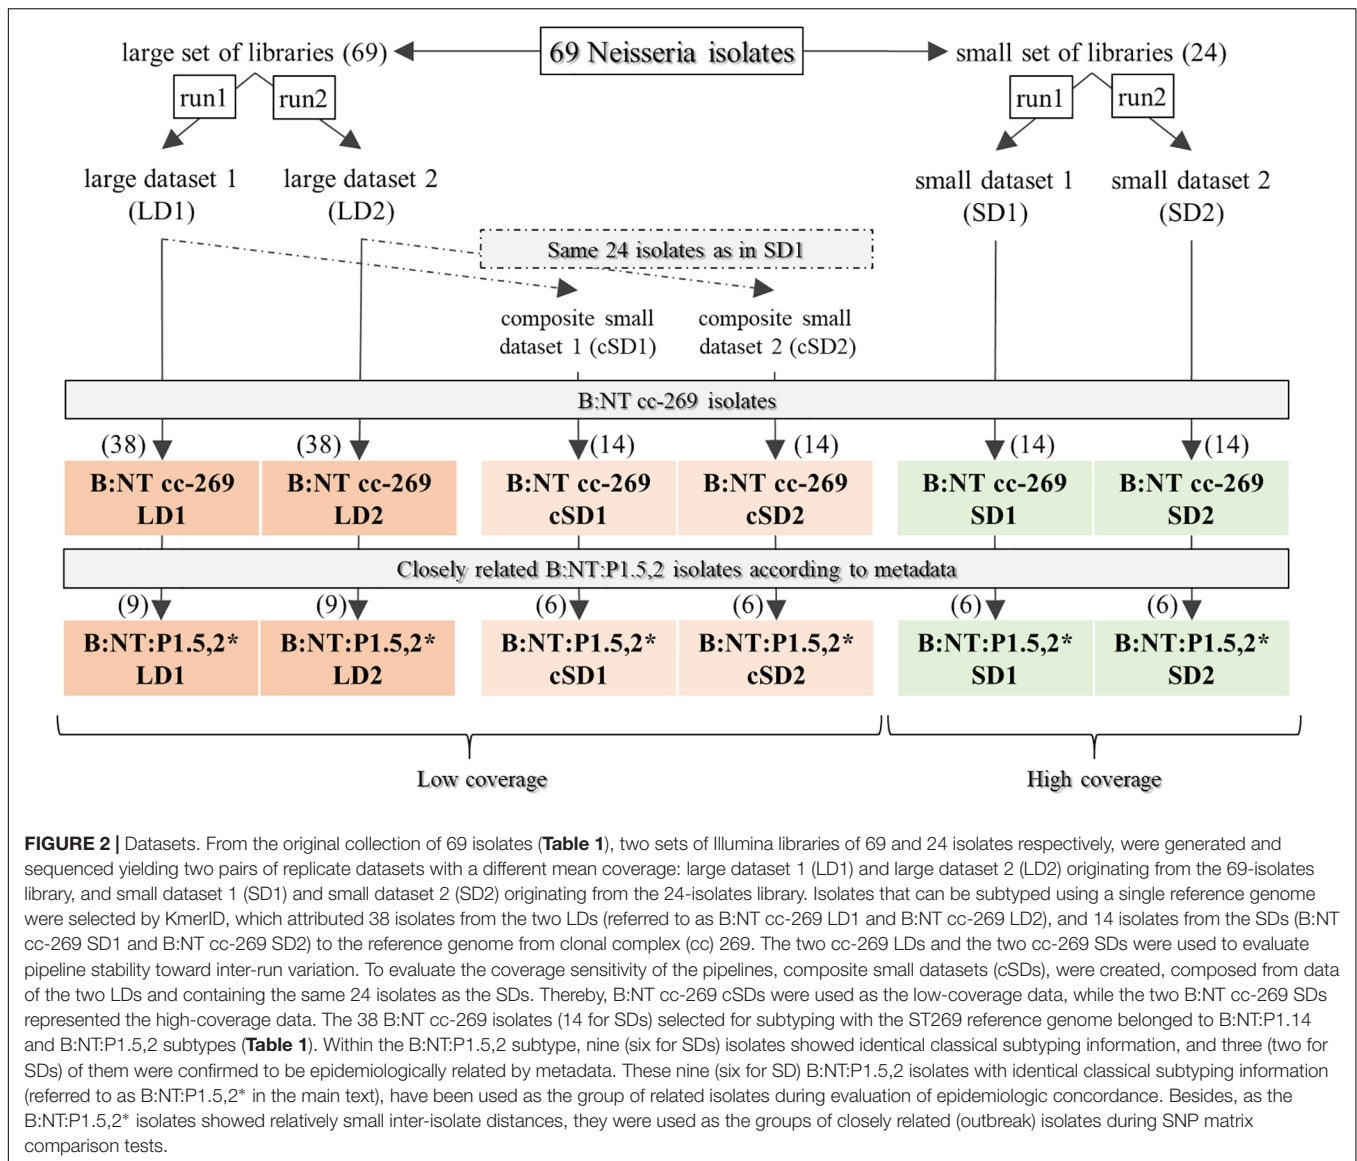 69 Neisseria isolates
large set of libraries (69)
small set of libraries (24)
run1
run2
run1
run2
large dataset 1
(LD1)
large dataset 2
(LD2)
small dataset 1
(SD1)
small dataset 2
(SD2)
Same 24 isolates as in SD1
composite small
dataset 1 (cSD1)
composite small
dataset 2 (cSD2)
B:NT cc-269 isolates
(38)
(38)
(14)
(14)
(14)
(14)
B:NT cc-269
LD1
B:NT cc-269
LD2
B:NT cc-269
cSD1
B:NT cc-269
cSD2
B:NT cc-269
SD1
B:NT cc-269
SD2
Closely related B:NT:P1.5,2 isolates according to metadata
(9)
(9)
(6)
(6)
(6)
(6)
B:NT:P1.5,2*
LD1
B:NT:P1.5,2*
LD2
B:NT:P1.5,2*
cSD1
B:NT:P1.5,2*
cSD2
B:NT:P1.5,2*
SD1
B:NT:P1.5,2*
SD2
Low coverage
High coverage
FIGURE 2 | Datasets. From the original collection of 69 isolates (Table 1), two sets of Illumina libraries of 69 and 24 isolates respectively, were generated and
sequenced yielding two pairs of replicate datasets with a different mean coverage: large dataset 1 (LD1) and large dataset 2 (LD2) originating from the 69-isolates
library, and small dataset 1 (SD1) and small dataset 2 (SD2) originating from the 24-isolates library. Isolates that can be subtyped using a single reference genome
were selected by KmerID, which attributed 38 isolates from the two LDs (referred to as B:NT cc-269 LD1 and B:NT cc-269 LD2), and 14 isolates from the SDs (B:NT
cc-269 SD1 and B:NT cc-269 SD2) to the reference genome from clonal complex (cc) 269. The two cc-269 LDs and the two cc-269 SDs were used to evaluate
pipeline stability toward inter-run variation. To evaluate the coverage sensitivity of the pipelines, composite small datasets (cSDs), were created, composed from data
of the two LDs and containing the same 24 isolates as the SDs. Thereby, B:NT cc-269 cSDs were used as the low-coverage data, while the two B:NT cc-269 SDs
represented the high-coverage data. The 38 B:NT cc-269 isolates (14 for SDs) selected for subtyping with the ST269 reference genome belonged to B:NT:P1.14
and B:NT:P1.5,2 subtypes (Table 1). Within the B:NT:P1.5,2 subtype, nine (six for SDs) isolates showed identical classical subtyping information, and three (two for
SDs) of them were confirmed to be epidemiologically related by metadata. These nine (six for SD) B:NT:P1.5,2 isolates with identical classical subtyping information
(referred to as B:NT:P1.5,2* in the main text), have been used as the group of related isolates during evaluation of epidemiologic concordance. Besides, as the
B:NT:P1.5,2* isolates showed relatively small inter-isolate distances, they were used as the groups of closely related (outbreak) isolates during SNP matrix
comparison tests.